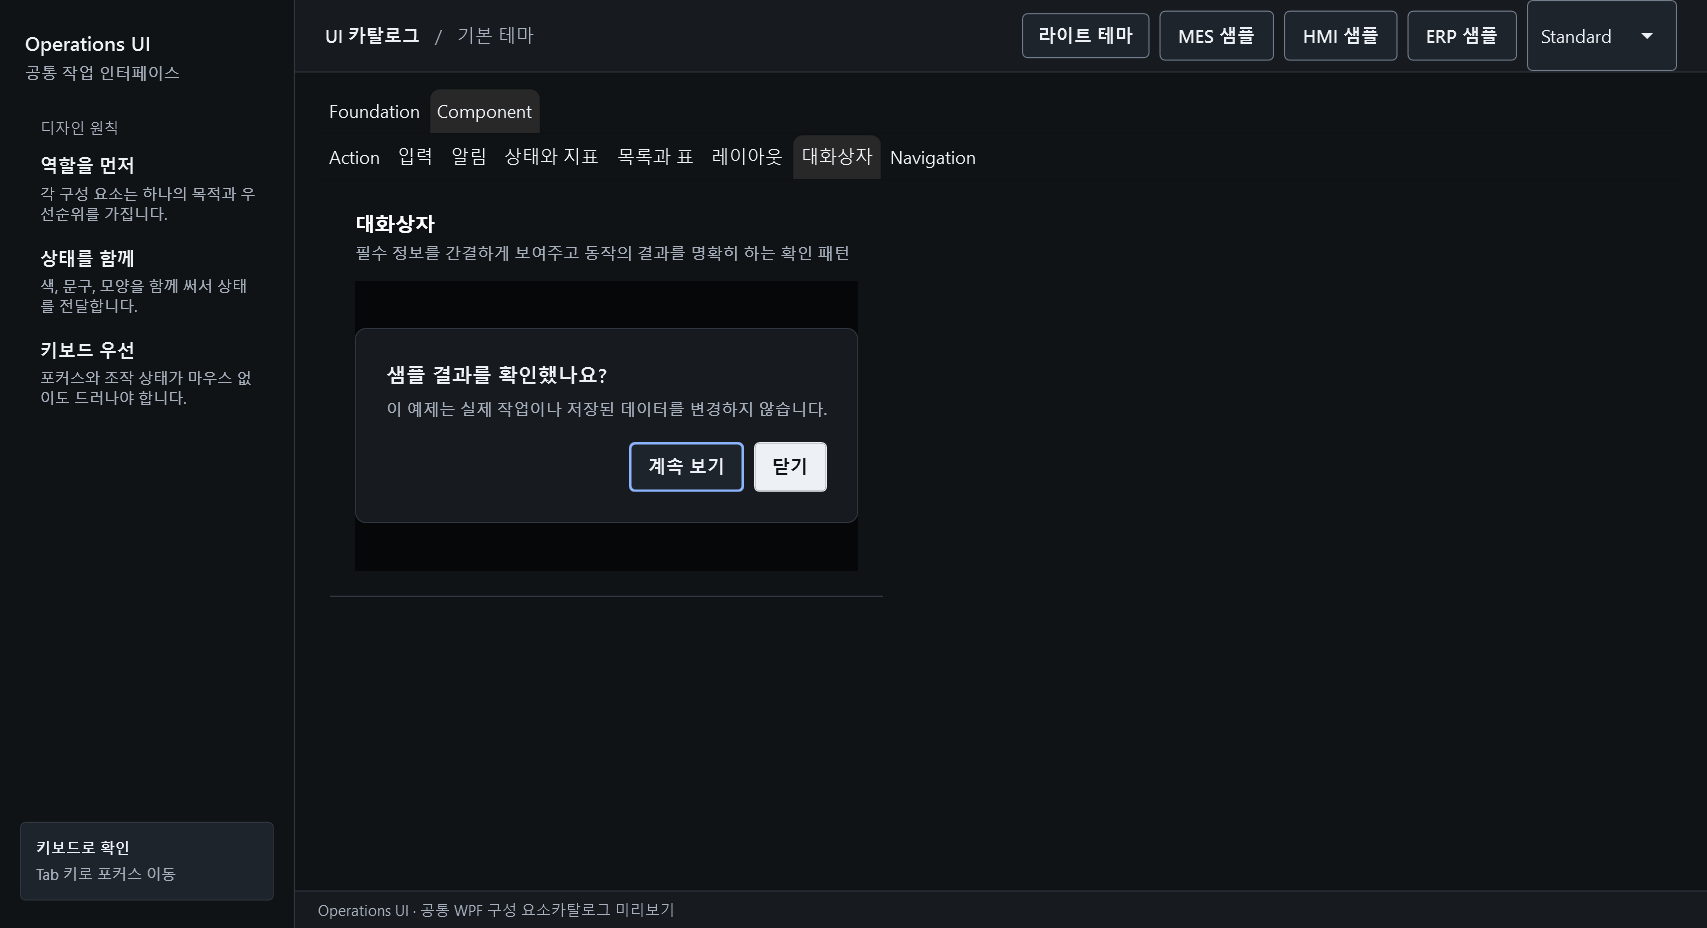 Operations UI
공통 작업 인터페이스
디자인 원칙
역할을 먼저
각 구성 요소는 하나의 목적과 우
선순위를 가집니다.
상태를 함께
색, 문구, 모양을 함께 써서 상태
를 전달합니다.
키보드 우선
포커스와 조작 상태가 마우스 없
이도 드러나야 합니다.
키보드로 확인
Tab 키로 포커스 이동
UI 카탈로그 / 기본 테마
라이트 테마 MES 샘플 HMI 샘플 ERP 샘플 Standard
Foundation Component
Action 입력 알림 상태와 지표 목록과 표 레이아웃 대화상자 Navigation
대화상자
필수 정보를 간결하게 보여주고 동작의 결과를 명확히 하는 확인 패턴
샘플 결과를 확인했나요?
이 예제는 실제 작업이나 저장된 데이터를 변경하지 않습니다.
계속 보기 닫기
Operations UI · 공통 WPF 구성 요소카탈로그 미리보기